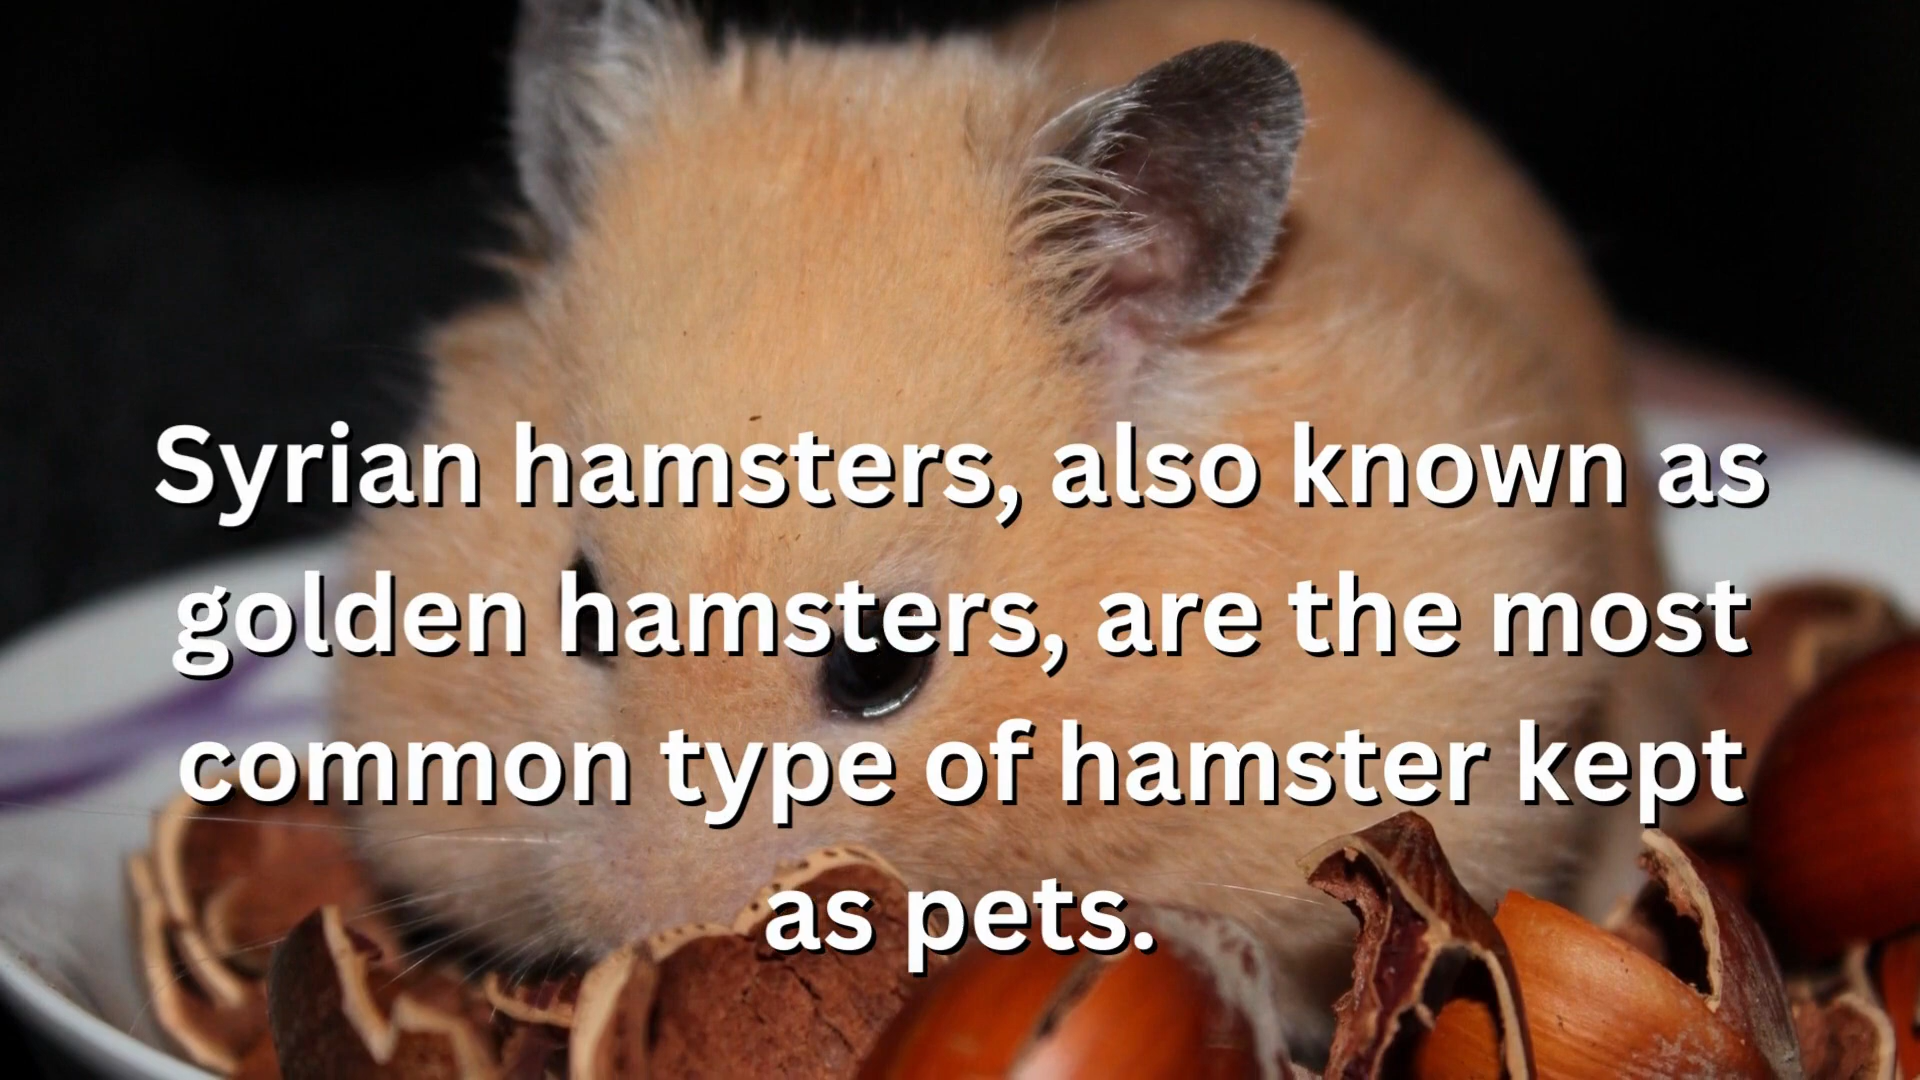 Syrian hamsters, also known as
golden hamsters, are the most
common type of hamster kept
as pets.